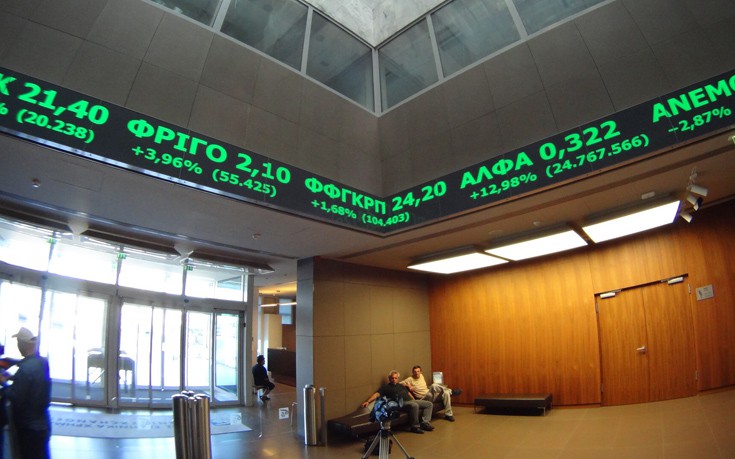 Κ 21,40 ΦΡΙΓΟ 2,10 ΦΦΓΚΡΠ 24,20 ΑΛΦΑ 0,322 ΑΝΕΜΟ
% (20.238) +3,96% (55.425) +1,68% (104.403) +12,98% (24.767.566) -2,87%